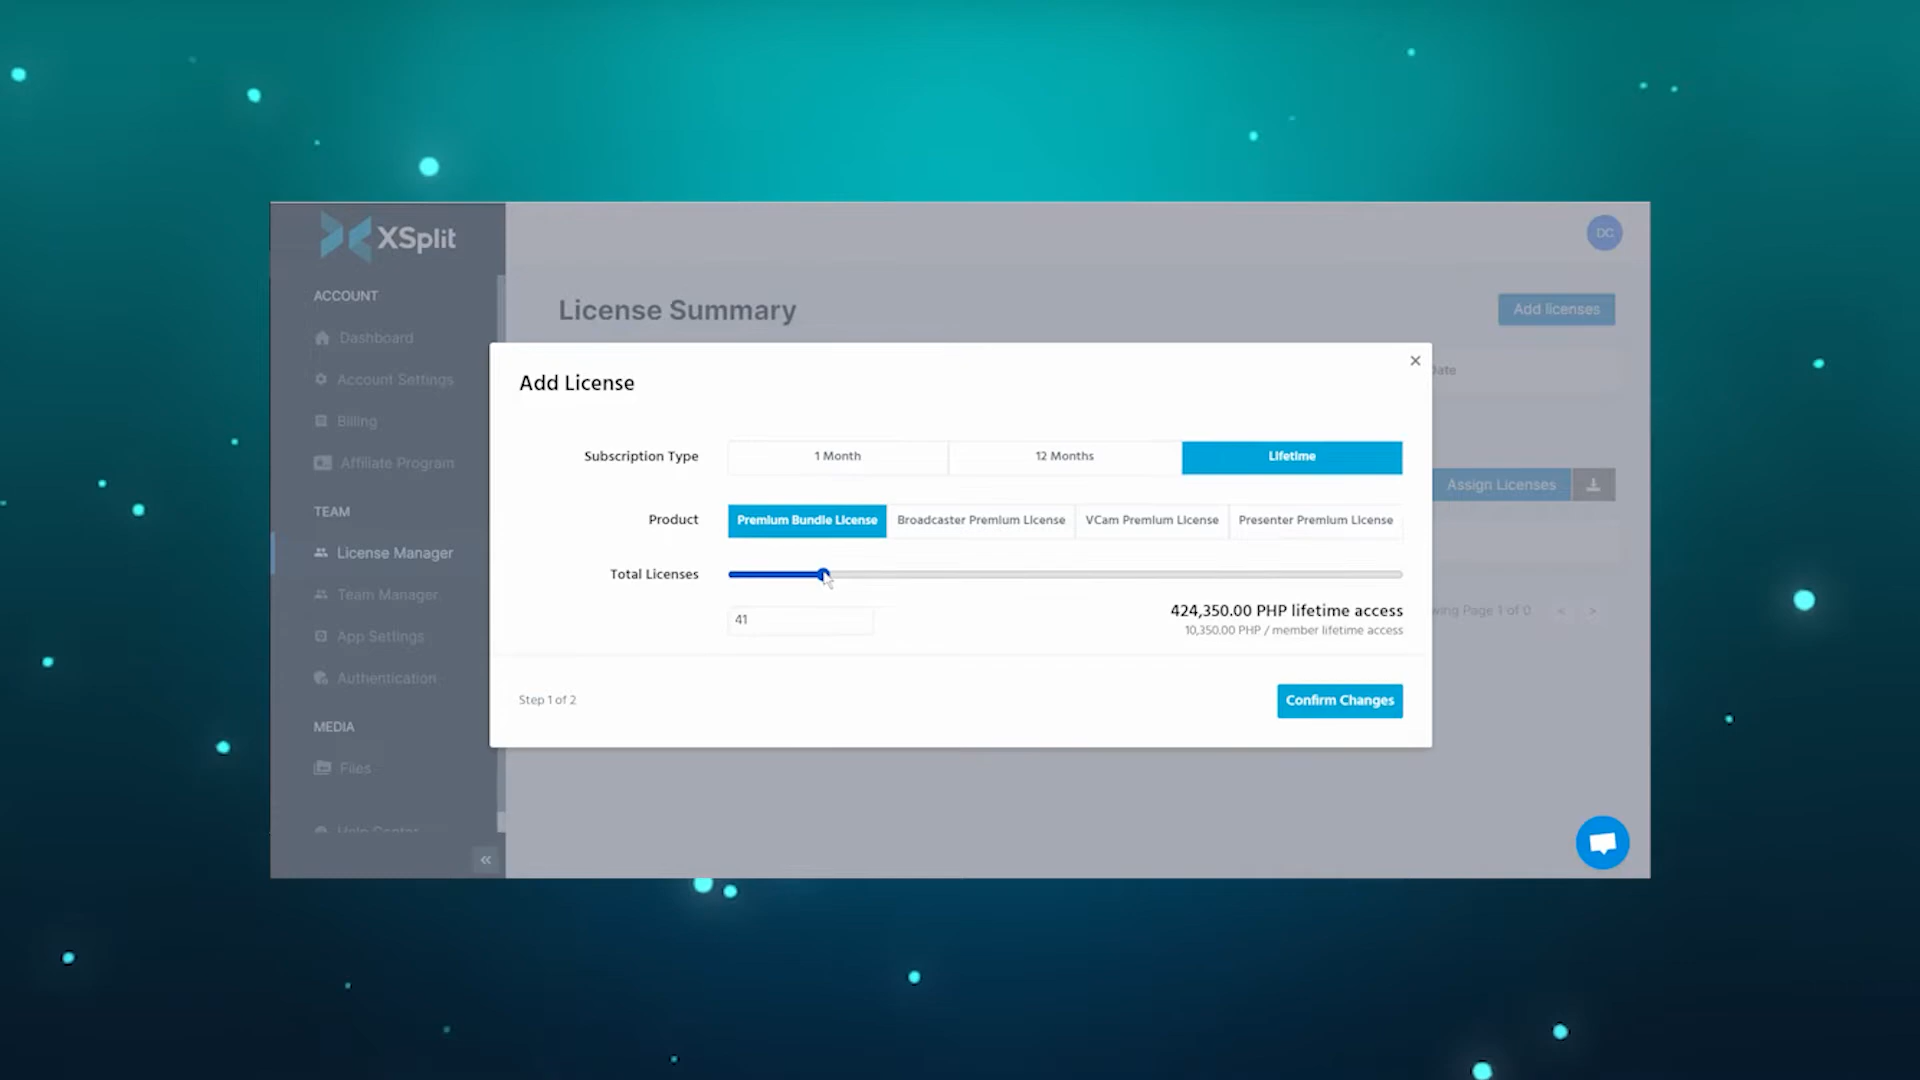 XSplit
DC
ACCOUNT
License Summary
Add licenses
Dashboard
Date
Account Settings
Add License
Billing
Subscription Type
1 Month
12 Months
Lifetime
Affiliate Program
Assign Licenses
TEAM
Product
Premium Bundle License
Broadcaster Premium License
VCam Premium License
Presenter Premium License
License Manager
Total Licenses
Team Manager
41
424,350.00 PHP lifetime access
10,350.00 PHP / member lifetime access
wing Page 1 of 0
<
>
App Settings
Authentication
Step 1 of 2
Confirm Changes
MEDIA
Files
Help Center